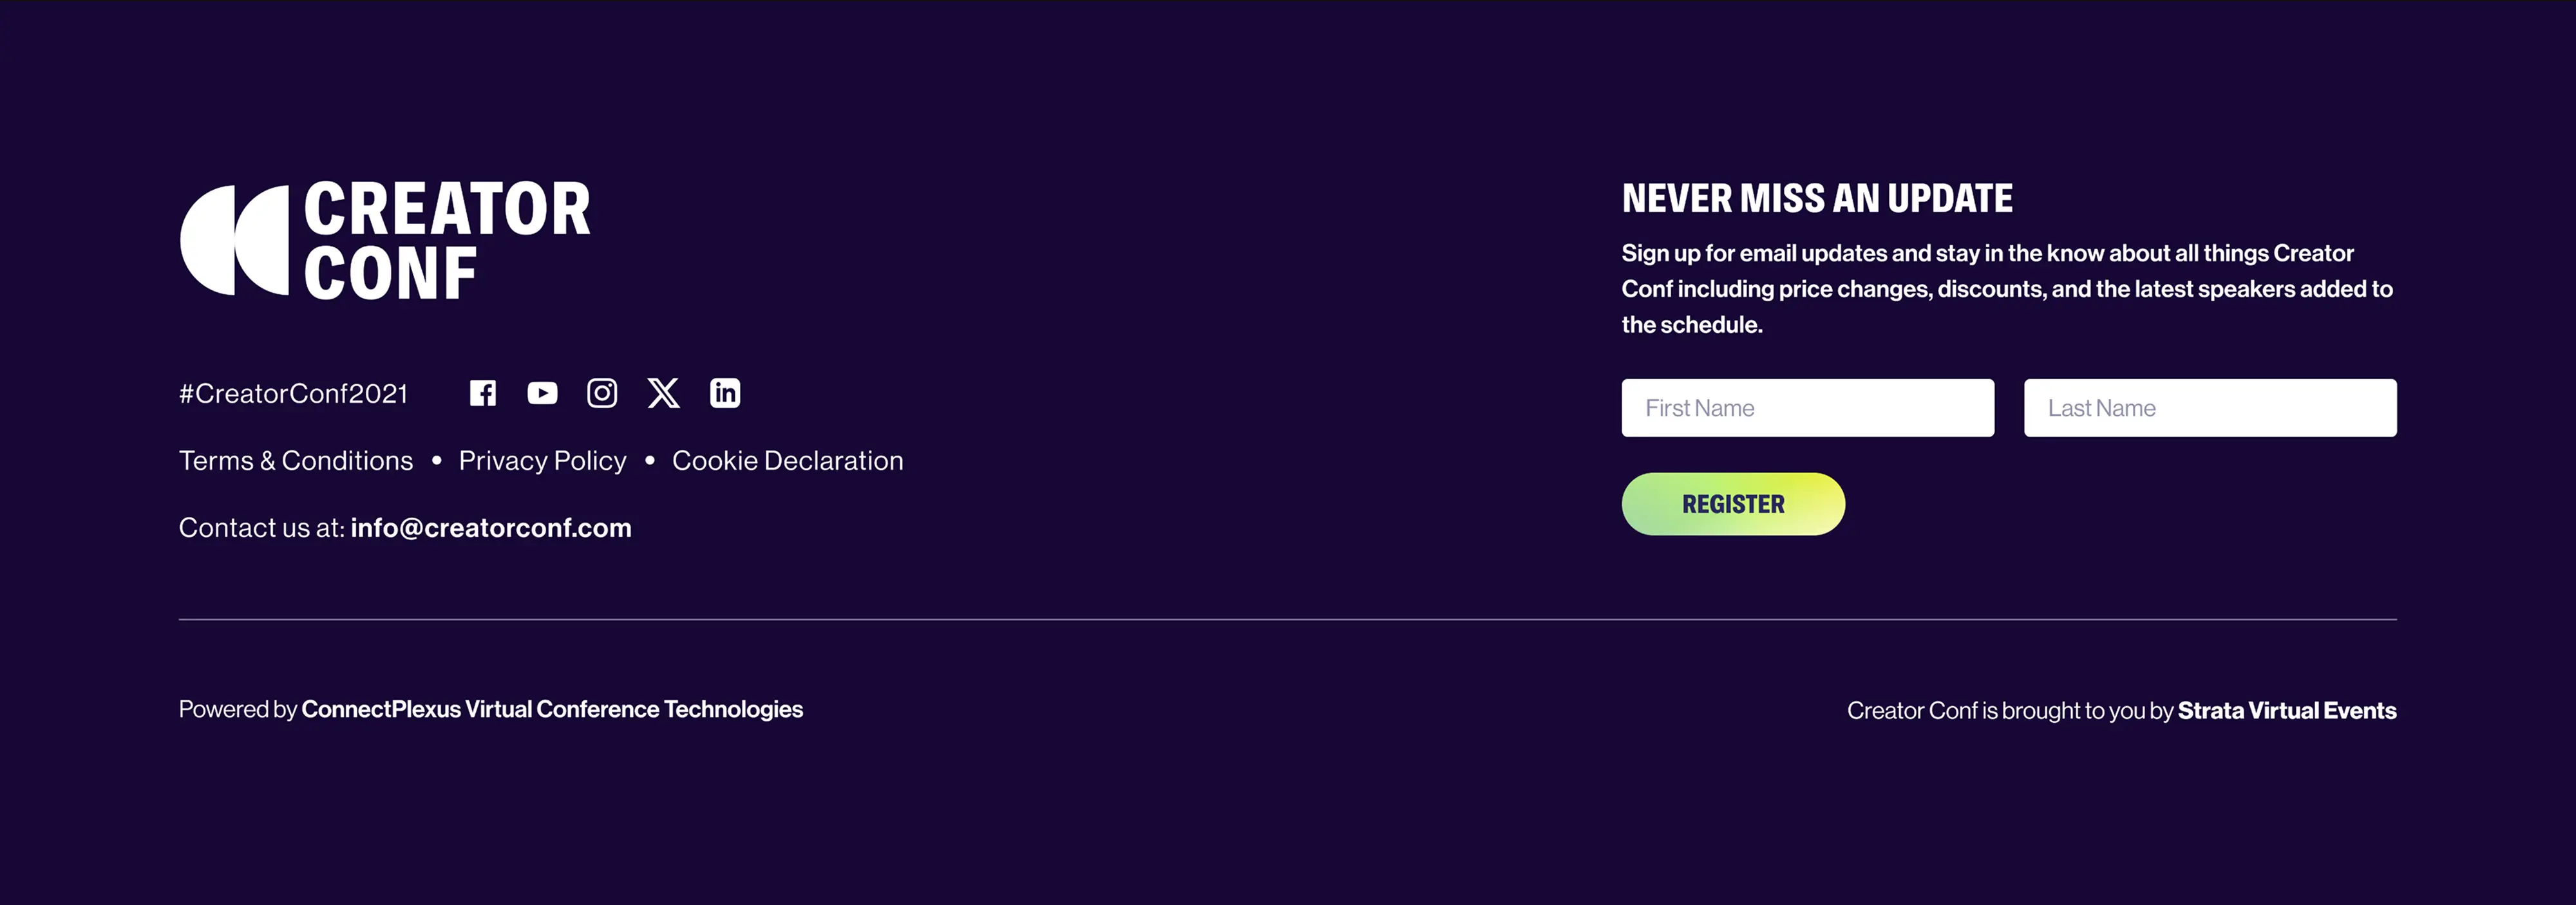 CREATOR
CONF
#CreatorConf2021
Terms & Conditions • Privacy Policy • Cookie Declaration
Contact us at: info@creatorconf.com
NEVER MISS AN UPDATE
Sign up for email updates and stay in the know about all things Creator
Conf including price changes, discounts, and the latest speakers added to
the schedule.
First Name
Last Name
REGISTER
Powered by ConnectPlexus Virtual Conference Technologies
Creator Conf is brought to you by Strata Virtual Events